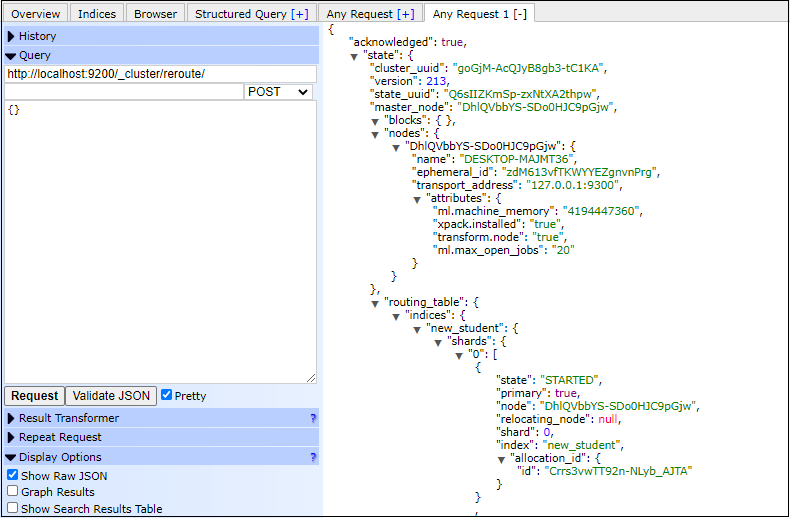 Overview Indices Browser Structured Query [+] Any Request [+] Any Request 1 [-]
History
Query
http://localhost:9200/_cluster/reroute/
POST
{}
Request Validate JSON Pretty
Result Transformer ?
Repeat Request
Display Options ?
Show Raw JSON
Graph Results
Show Search Results Table
{
"acknowledged": true,
"state": {
"cluster_uuid": "goGjM-AcQJyB8gb3-tC1KA",
"version": 213,
"state_uuid": "Q6sIIZKmSp-zxNtXA2thpw",
"master_node": "DhlQVbbYS-SDo0HJC9pGjw",
"blocks": { },
"nodes": {
"DhlQVbbYS-SDo0HJC9pGjw": {
"name": "DESKTOP-MAJMT36",
"ephemeral_id": "zdM613vfTKWYYEZgnvnPrg",
"transport_address": "127.0.0.1:9300",
"attributes": {
"ml.machine_memory": "4194447360",
"xpack.installed": "true",
"transform.node": "true",
"ml.max_open_jobs": "20"
}
}
},
"routing_table": {
"indices": {
"new_student": {
"shards": {
"0": [
{
"state": "STARTED",
"primary": true,
"node": "DhlQVbbYS-SDo0HJC9pGjw",
"relocating_node": null,
"shard": 0,
"index": "new_student",
"allocation_id": {
"id": "Crrs3vwTT92n-NLyb_AJTA"
}
}